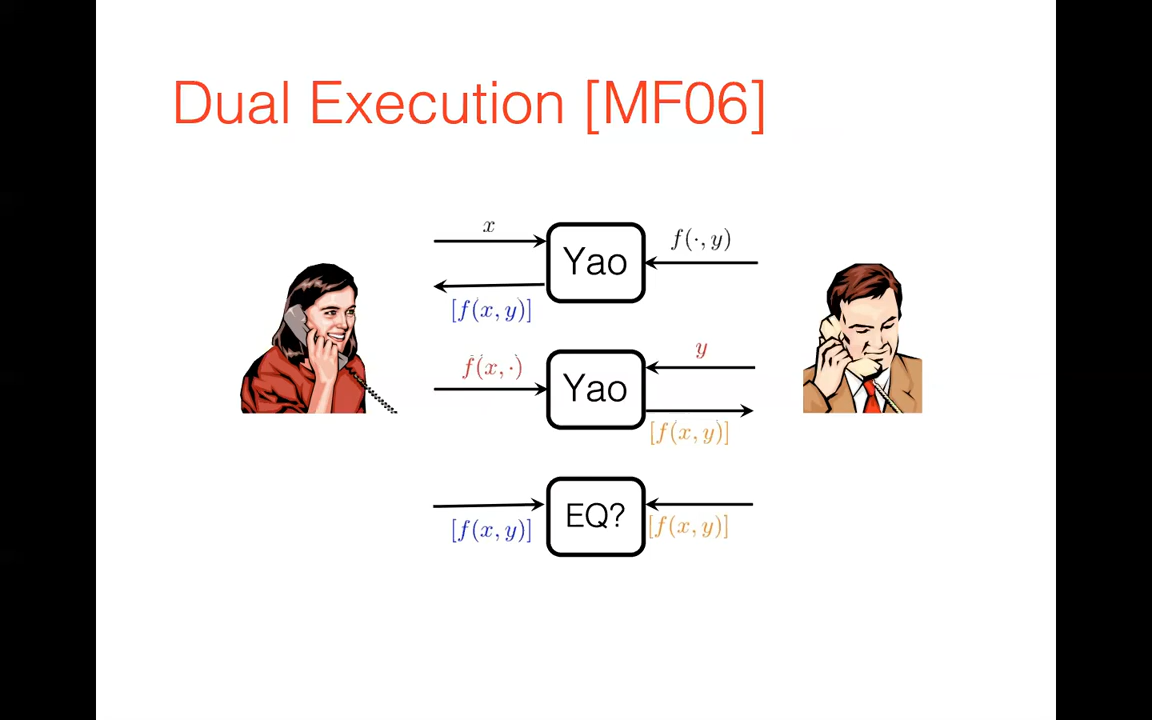 Dual Execution [MF06]
x
Yao
f(·, y)
[f(x, y)]
f(x, ·)
Yao
y
[f(x, y)]
EQ?
[f(x, y)]
[f(x, y)]